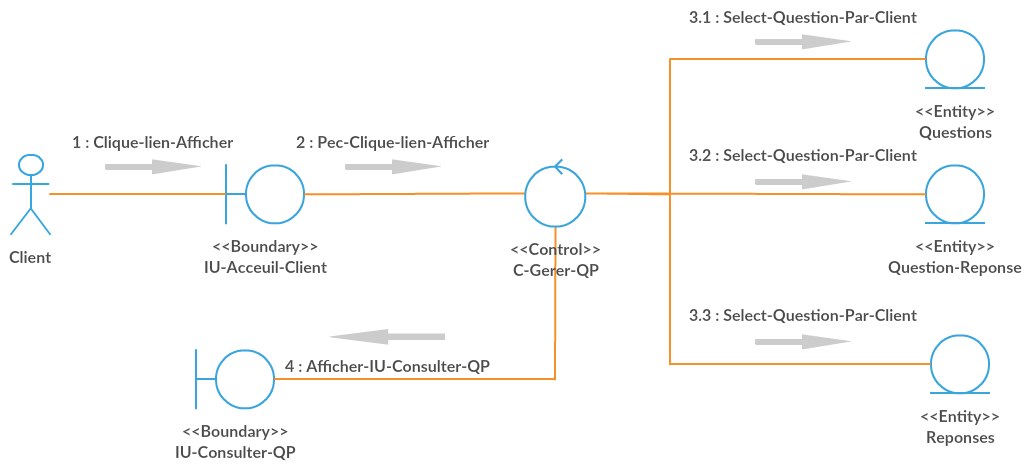 3.1 : Select-Question-Par-Client
<<Entity>>
Questions
1 : Clique-lien-Afficher
2 : Pec-Clique-lien-Afficher
3.2 : Select-Question-Par-Client
Client
<<Boundary>>
IU-Acceuil-Client
<<Control>>
C-Gerer-QP
<<Entity>>
Question-Reponse
3.3 : Select-Question-Par-Client
4 : Afficher-IU-Consulter-QP
<<Entity>>
Reponses
<<Boundary>>
IU-Consulter-QP